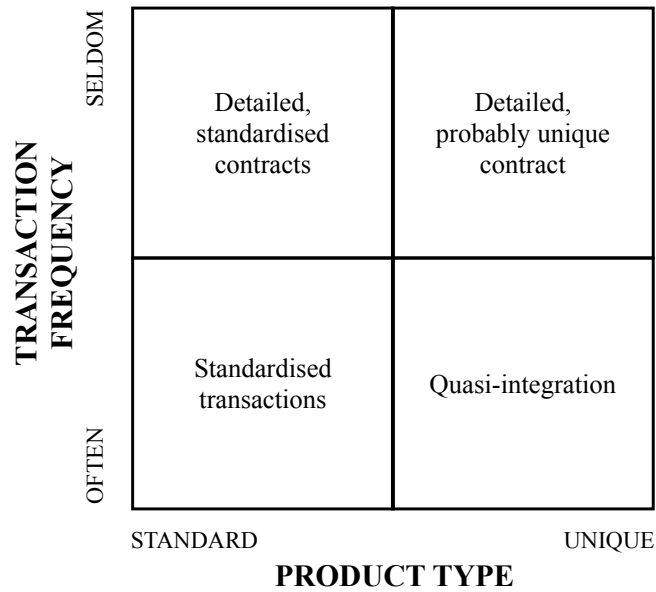 SELDOM
Detailed,
standardised
contracts
Detailed,
probably unique
contract
TRANSACTION
FREQUENCY
Standardised
transactions
Quasi-integration
OFTEN
STANDARD
UNIQUE
PRODUCT TYPE